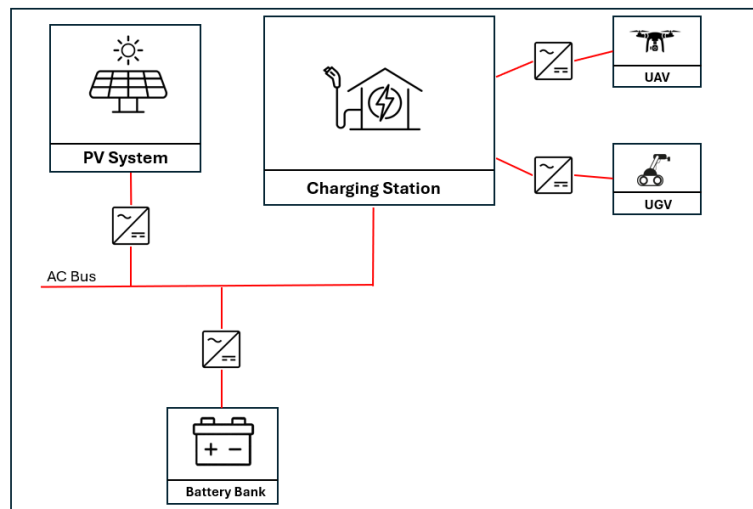 PV System
Charging Station
UAV
UGV
AC Bus
Battery Bank